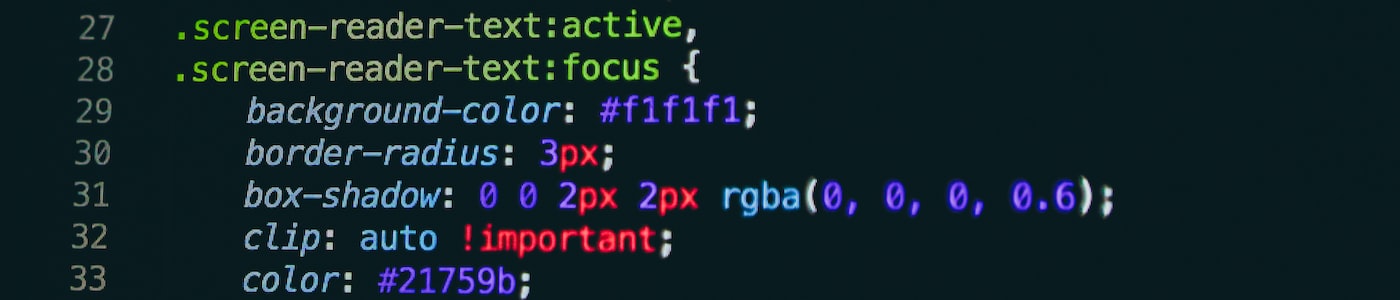 27 .screen-reader-text:active,
28 .screen-reader-text:focus {
29 background-color: #f1f1f1;
30 border-radius: 3px;
31 box-shadow: 0 0 2px 2px rgba(0, 0, 0, 0.6);
32 clip: auto !important;
33 color: #21759b;